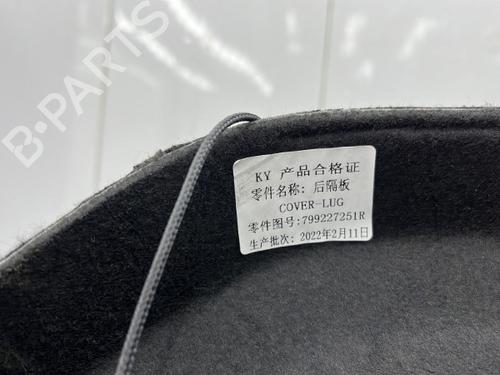 B-PARTS
KY 产品合格证
零件名称: 后隔板
COVER-LUG
零件图号:799227251R
生产批次: 2022年2月11日